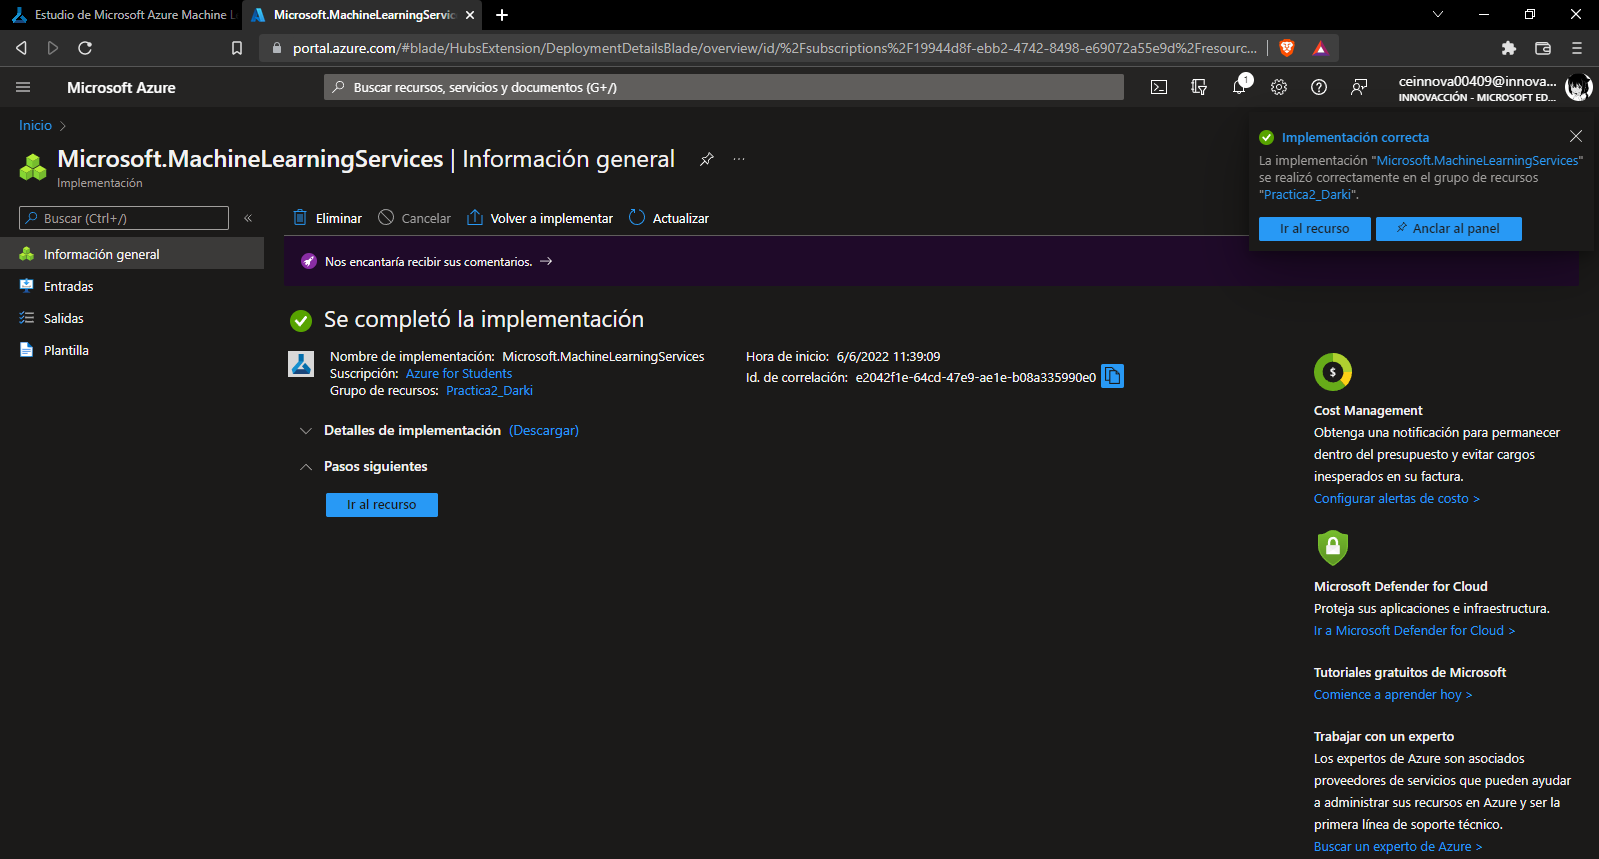 Estudio de Microsoft Azure Machine L
Microsoft.MachineLearningServic
portal.azure.com/#blade/HubsExtension/DeploymentDetailsBlade/overview/id/%2Fsubscriptions%2F19944d8f-ebb2-4742-8498-e69072a55e9d%2Fresourc...
Microsoft Azure
Buscar recursos, servicios y documentos (G+/)
1
ceinnova00409@innova...
INNOVACCIÓN - MICROSOFT ED...
Inicio
Microsoft.MachineLearningServices | Información general
Implementación
Implementación correcta
La implementación "Microsoft.MachineLearningServices"
se realizó correctamente en el grupo de recursos
"Practica2_Darki".
Ir al recurso
Anclar al panel
Buscar (Ctrl+/)
«
Eliminar
Cancelar
Volver a implementar
Actualizar
Información general
Entradas
Salidas
Plantilla
Nos encantaría recibir sus comentarios. →
Se completó la implementación
Nombre de implementación: Microsoft.MachineLearningServices
Suscripción: Azure for Students
Grupo de recursos: Practica2_Darki
Hora de inicio: 6/6/2022 11:39:09
Id. de correlación: e2042f1e-64cd-47e9-ae1e-b08a335990e0
Detalles de implementación (Descargar)
Pasos siguientes
Ir al recurso
$
Cost Management
Obtenga una notificación para permanecer
dentro del presupuesto y evitar cargos
inesperados en su factura.
Configurar alertas de costo >
Microsoft Defender for Cloud
Proteja sus aplicaciones e infraestructura.
Ir a Microsoft Defender for Cloud >
Tutoriales gratuitos de Microsoft
Comience a aprender hoy >
Trabajar con un experto
Los expertos de Azure son asociados
proveedores de servicios que pueden ayudar
a administrar sus recursos en Azure y ser la
primera línea de soporte técnico.
Buscar un experto de Azure >